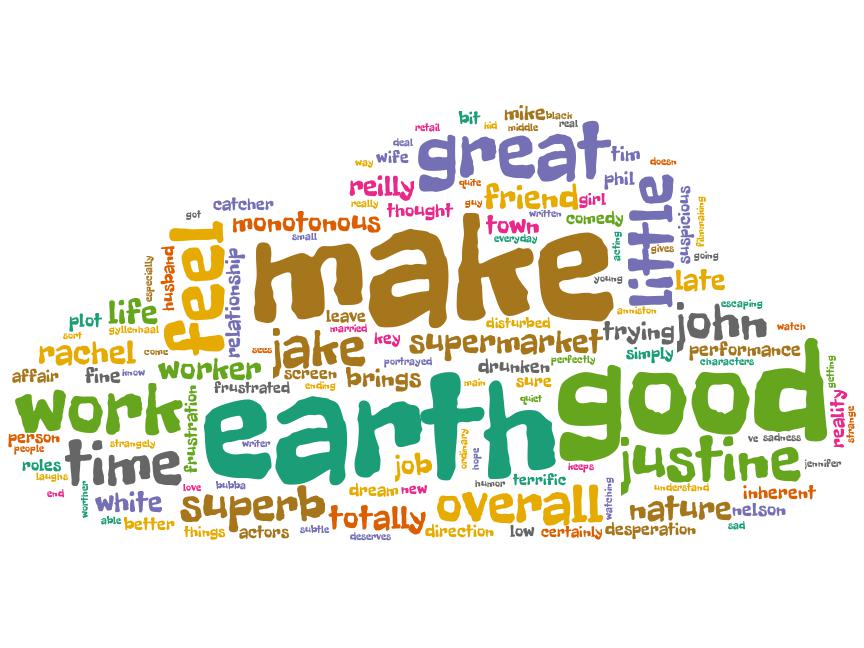 bit
mike
black
retail
kid
middle
real
deal
great
tim
way
wife
doesn
reilly
quite
phil
little
friend
girl
suspicious
really
guy
catcher
thought
written
comedy
filmmaking
got
monotonous
town
small
everyday
acting
gives
going
feel
make
especially
husband
relationship
young
late
plot
life
leave
anniston
escaping
sort
gyllenhaal
married
disturbed
trying
john
watch
rachel
come
sees
jake
key
supermarket
simply
performance
characters
affair
fine
know
worker
screen
brings
portrayed
drunken
perfectly
getting
frustrated
ending
main
sure
work
earth
quiet
good
reality
strange
person
people
strangely
frustration
writer
ordinary
hope
ve
sadness
time
justine
roles
laughs
job
keeps
jennifer
end
worther
love
bubba
humor
terrific
watching
understand
white
dream
new
inherent
superb
overall
able
better
totally
nature
nelson
things
actors
subtle
deserves
direction
low
certainly
desperation
sad